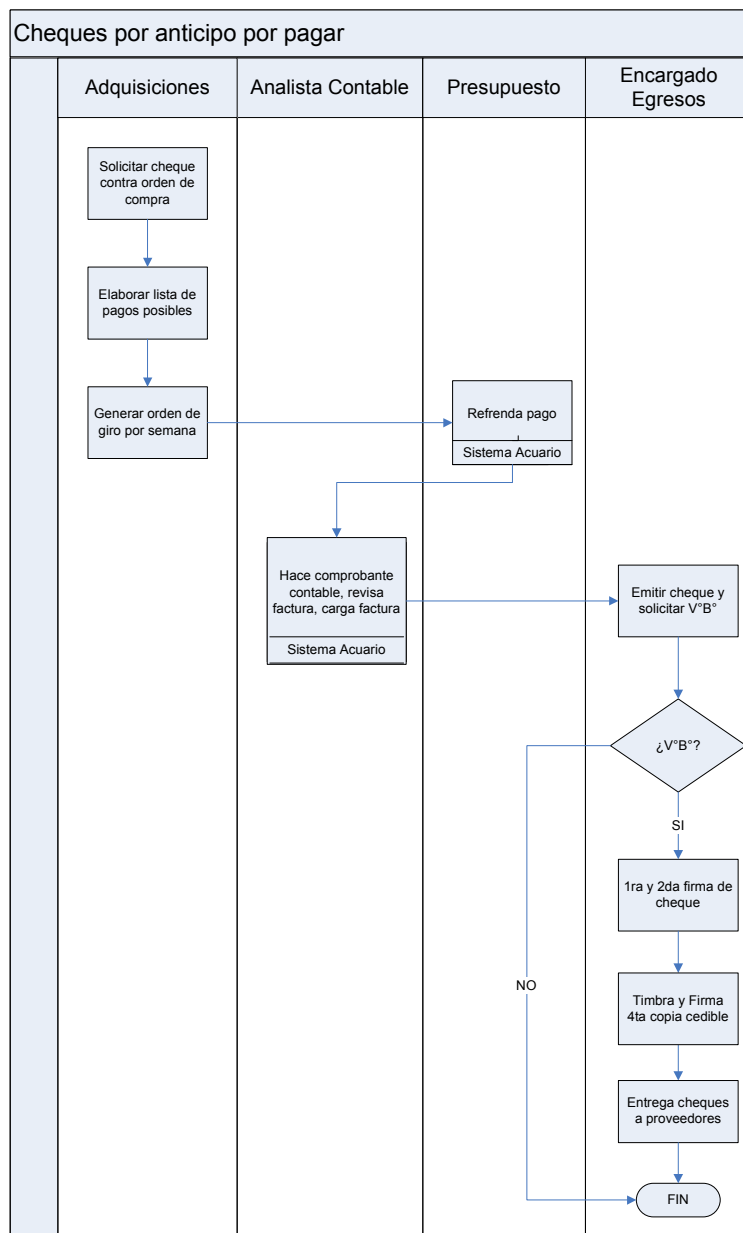 Cheques por anticipo por pagar
Adquisiciones
Analista Contable
Presupuesto
Encargado
Egresos
Solicitar cheque
contra orden de
compra
Elaborar lista de
pagos posibles
Generar orden de
giro por semana
Refrenda pago
Sistema Acuario
Hace comprobante
contable, revisa
factura, carga factura
Sistema Acuario
Emitir cheque y
solicitar V°B°
¿V°B°?
SI
1ra y 2da firma de
cheque
NO
Timbra y Firma
4ta copia cedible
Entrega cheques
a proveedores
FIN